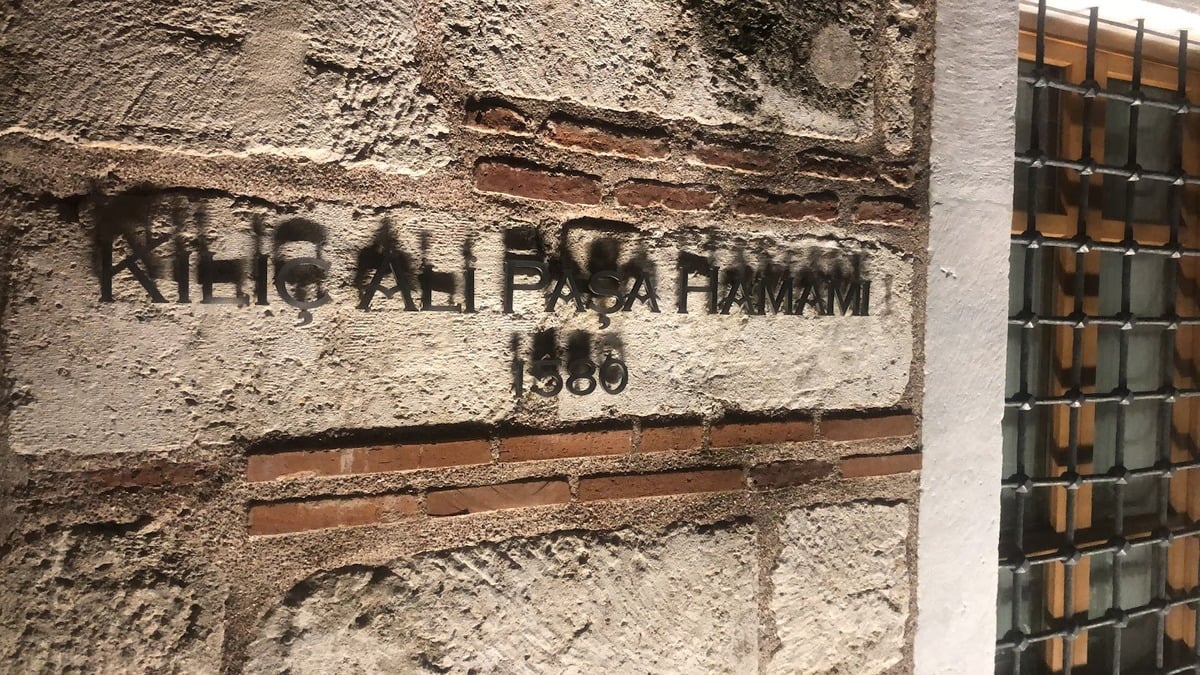 KILIÇ ALİ PAŞA HAMAMI
1580